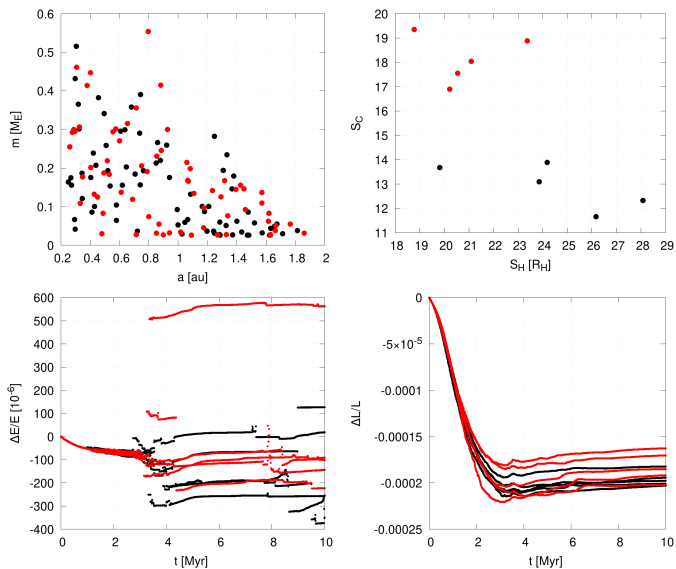 0.6
0.5
0.4
0.3
0.2
0.1
0
m [M_E]
0.2 0.4 0.6 0.8 1 1.2 1.4 1.6 1.8 2
a [au]
20
19
18
17
16
15
14
13
12
11
S_C
18 19 20 21 22 23 24 25 26 27 28 29
S_H [R_H]
600
500
400
300
200
100
0
-100
-200
-300
-400
ΔE/E [10^-6]
0 2 4 6 8 10
t [Myr]
0
-5×10^-5
-0.0001
-0.00015
-0.0002
-0.00025
ΔL/L
0 2 4 6 8 10
t [Myr]